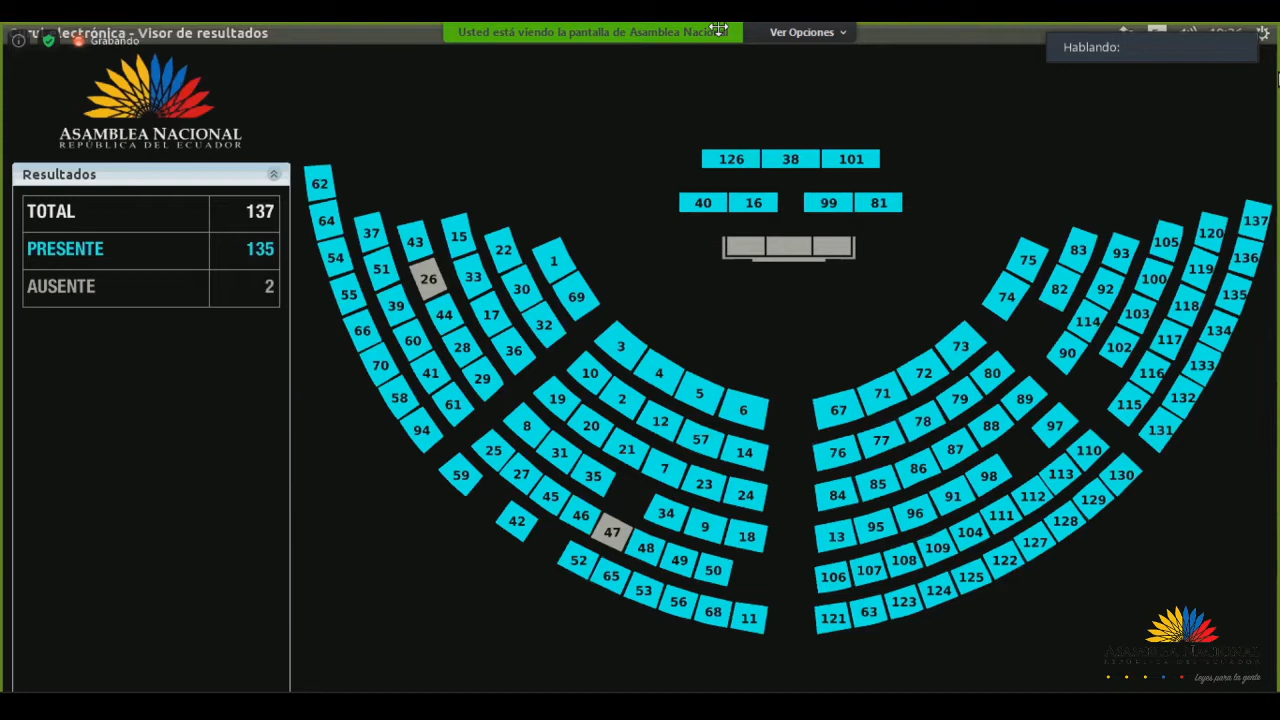 electrónica - Visor de resultados
Usted está viendo la pantalla de Asamblea Nacional
Ver Opciones
Grabando
Hablando:
ASAMBLEA NACIONAL
REPÚBLICA DEL ECUADOR
Resultados
TOTAL 137
PRESENTE 135
AUSENTE 2
126 38 101
40 16 99 81
62 64 54 55 66 70 58 94
37 51 39 60 41 61
43 26 44 28 29
15 33 17 36
22 30 32
1 69
3 4 5 6
10 2 12 57 14
19 20 21 7 23 24
8 31 35 34 9 18
25 27 45 46 47 48 49 50
59 42 52 65 53 56 68 11
67 71 72 73
76 77 78 79 80
84 85 86 87 88 89
13 95 96 91 98 97
106 107 108 109 104 111 112 113 110
121 63 123 124 125 122 127 128 129 130
75 74
83 82
93 92 114 90
105 100 103 102
120 119 118 117 116 115
137 136 135 134 133 132 131
ASAMBLEA NACIONAL
REPÚBLICA DEL ECUADOR
Leyes para la gente